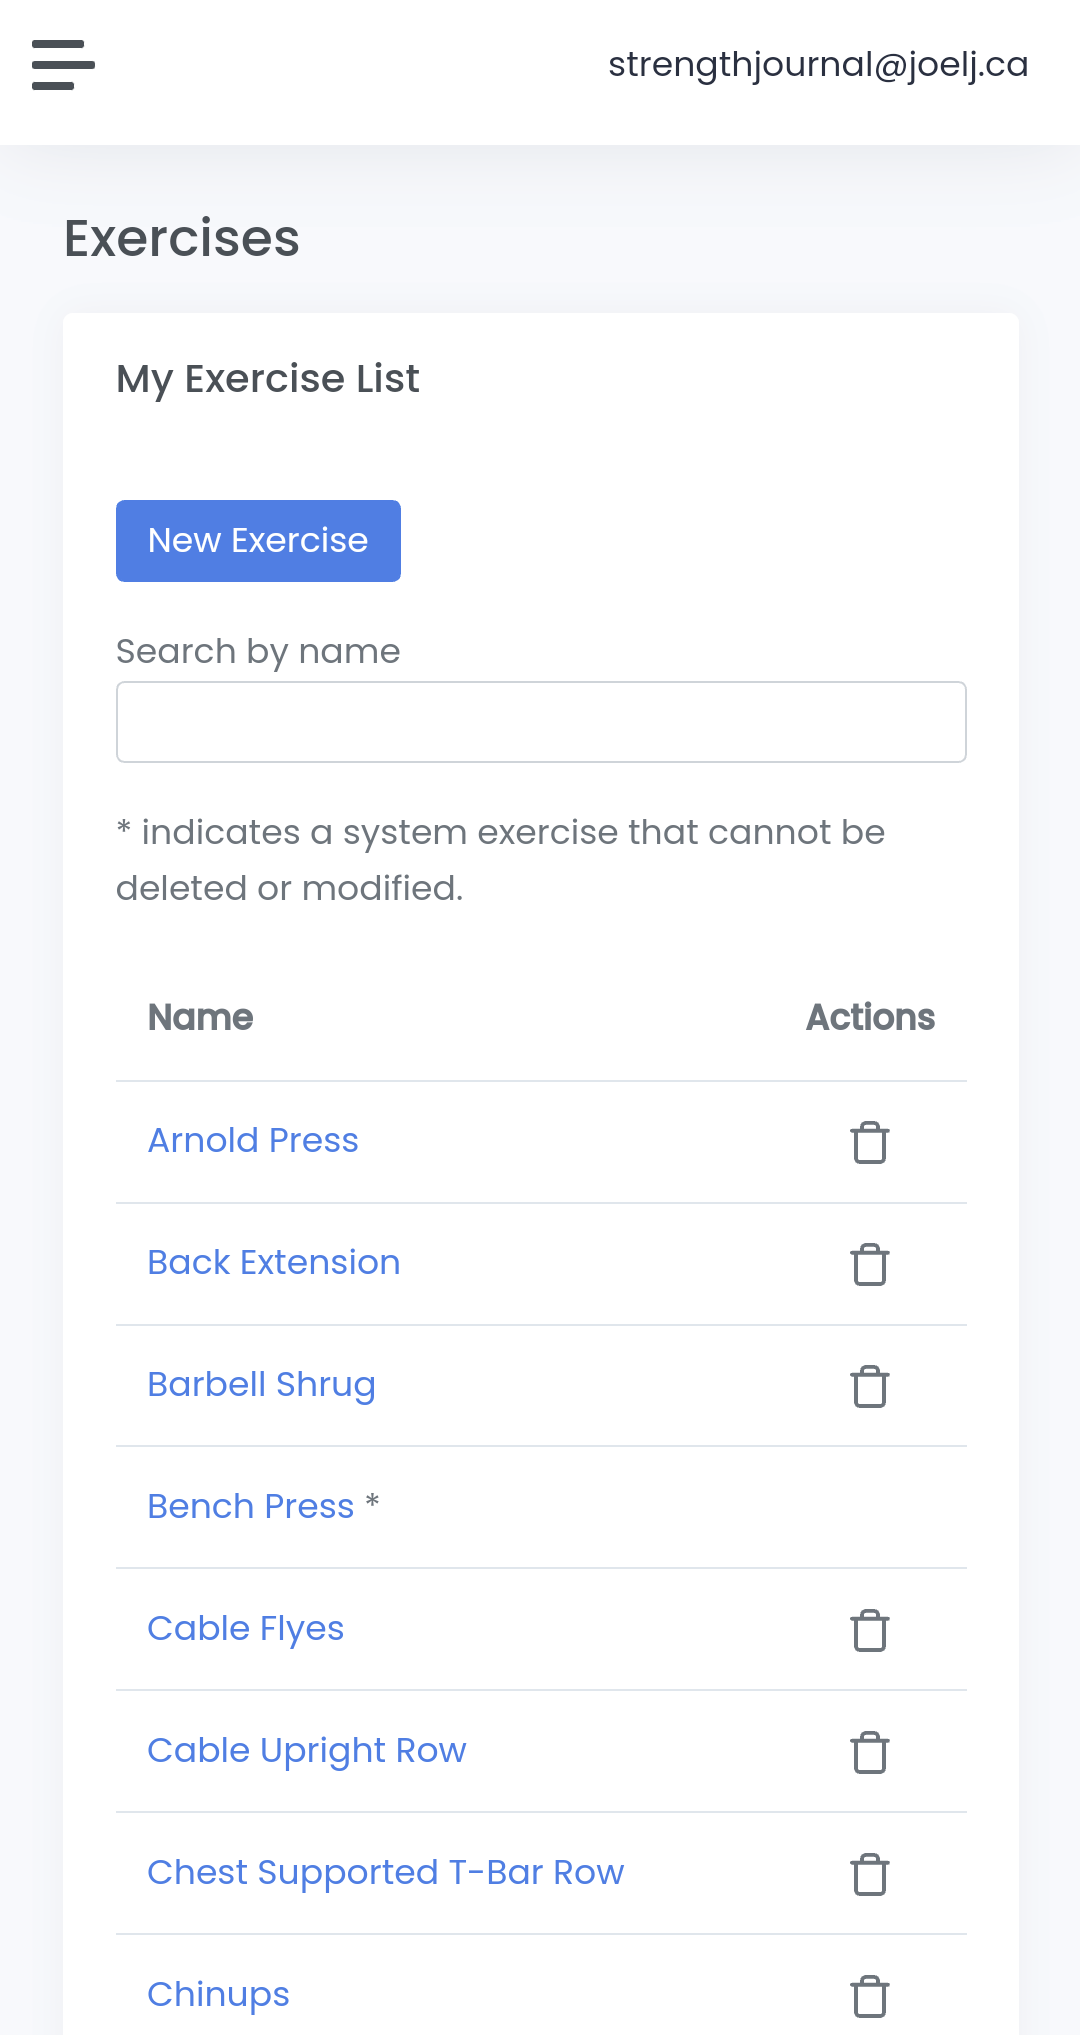 strengthjournal@joelj.ca
Exercises
My Exercise List
New Exercise
Search by name
* indicates a system exercise that cannot be
deleted or modified.
Name Actions
Arnold Press
Back Extension
Barbell Shrug
Bench Press *
Cable Flyes
Cable Upright Row
Chest Supported T-Bar Row
Chinups